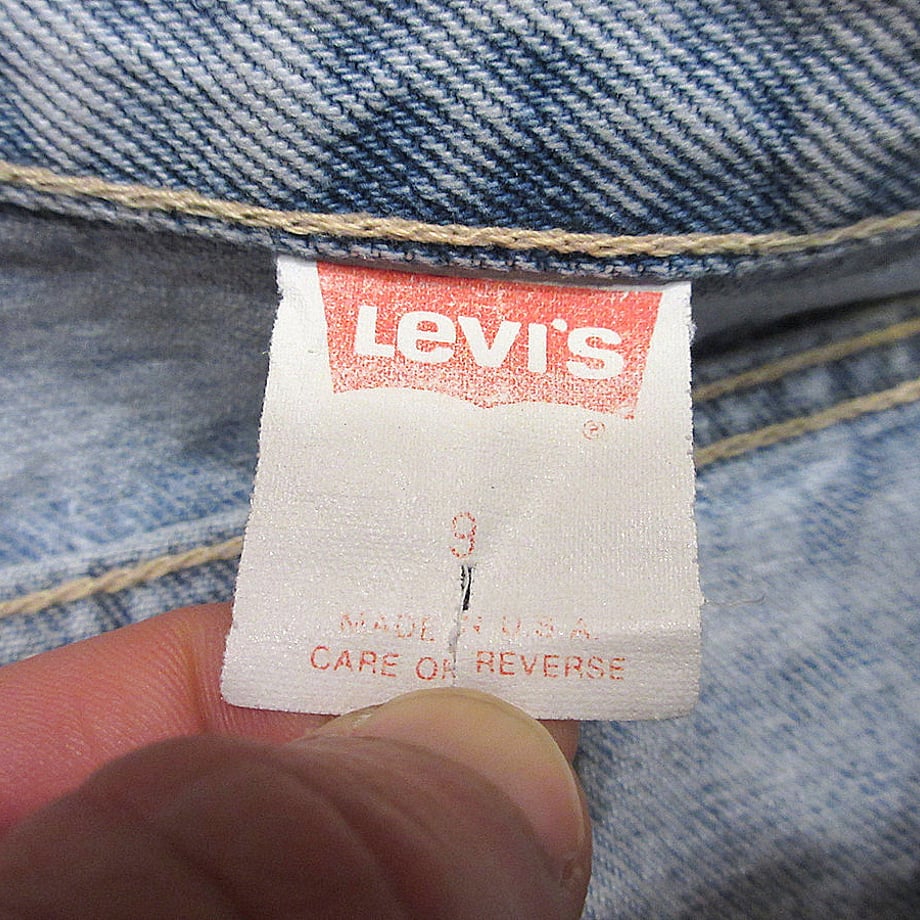 Levi's
®
9
MADE IN U.S.A.
CARE ON REVERSE